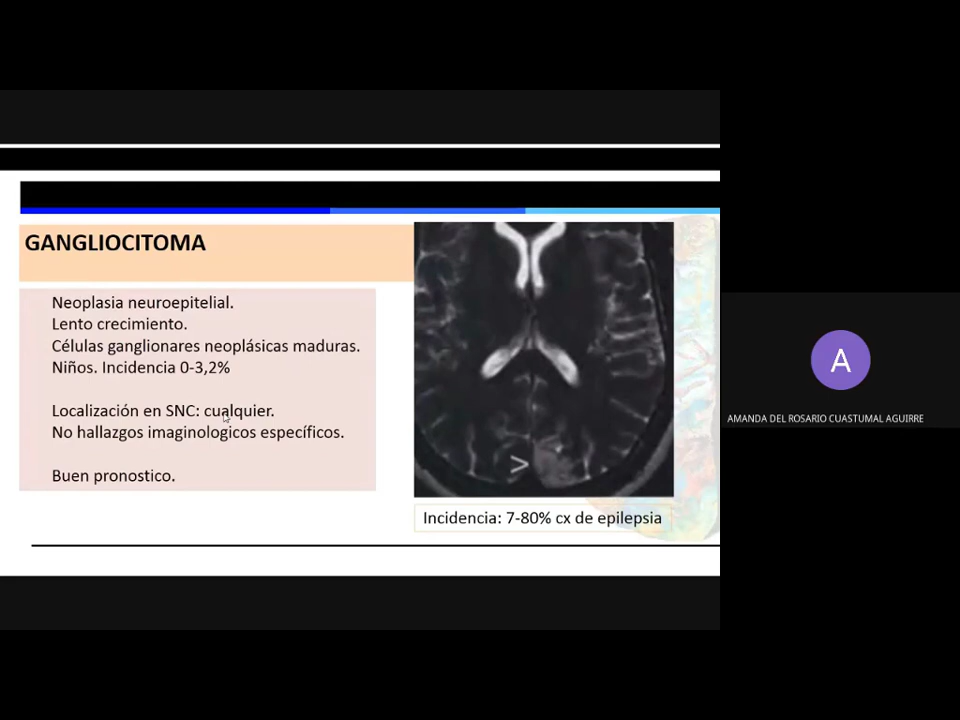 GANGLIOCITOMA
Neoplasia neuroepitelial.
Lento crecimiento.
Células ganglionares neoplásicas maduras.
Niños. Incidencia 0-3,2%
Localización en SNC: cualquier.
No hallazgos imaginologicos específicos.
Buen pronostico.
>
Incidencia: 7-80% cx de epilepsia
A
AMANDA DEL ROSARIO CUASTUMAL AGUIRRE